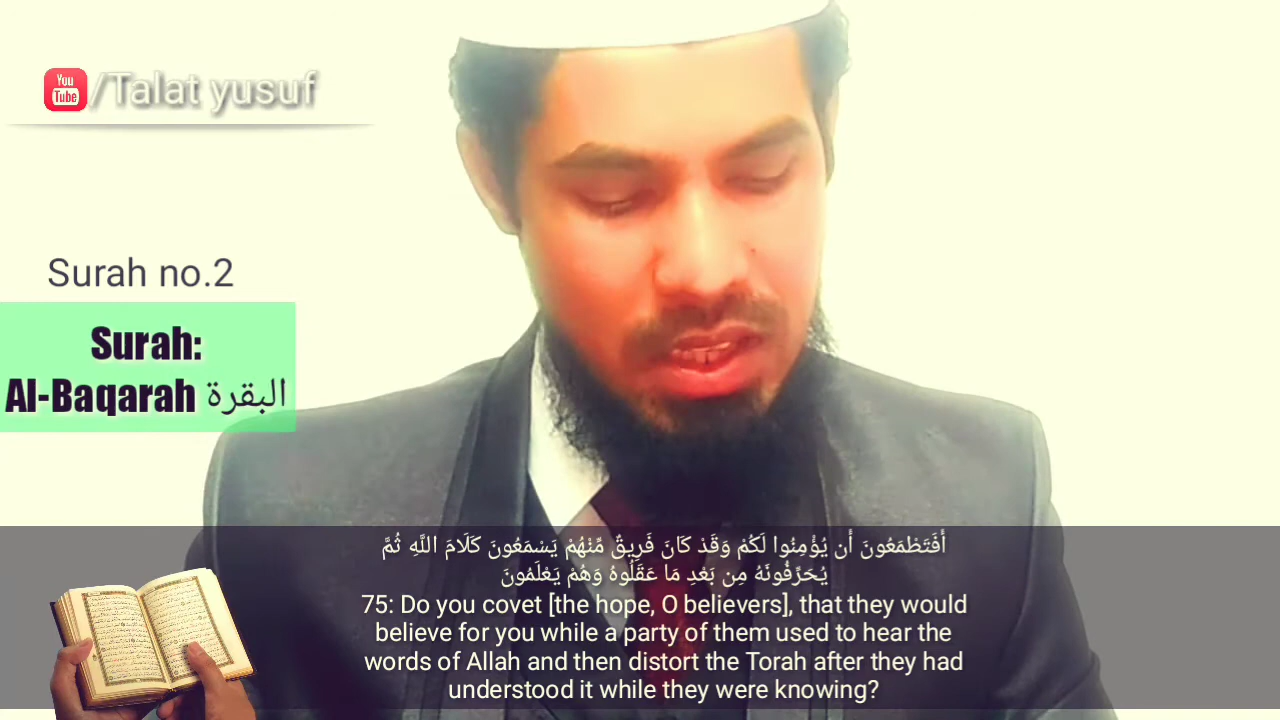 You
Tube
/Talat yusuf
Surah no.2
Surah:
Al-Baqarah البقرة
أَفَتَطْمَعُونَ أَن يُؤْمِنُوا لَكُمْ وَقَدْ كَانَ فَرِيقٌ مِّنْهُمْ يَسْمَعُونَ كَلَامَ اللَّهِ ثُمَّ
يُحَرِّفُونَهُ مِن بَعْدِ مَا عَقَلُوهُ وَهُمْ يَعْلَمُونَ
75: Do you covet [the hope, O believers], that they would
believe for you while a party of them used to hear the
words of Allah and then distort the Torah after they had
understood it while they were knowing?